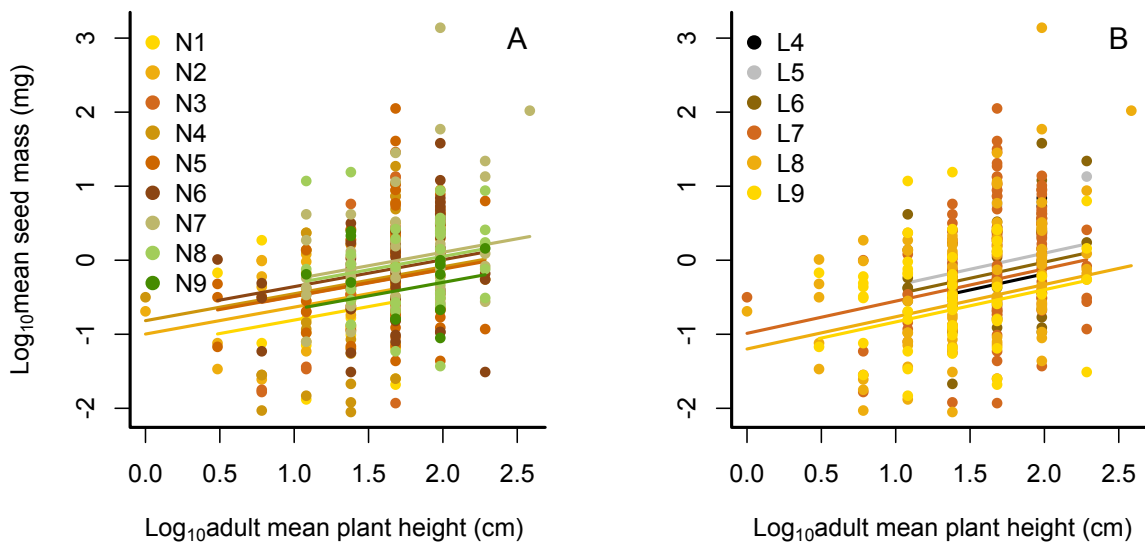 A
N1
N2
N3
N4
N5
N6
N7
N8
N9
Log₁₀mean seed mass (mg)
3
2
1
0
-1
-2
0.0 0.5 1.0 1.5 2.0 2.5
Log₁₀adult mean plant height (cm)
B
L4
L5
L6
L7
L8
L9
3
2
1
0
-1
-2
0.0 0.5 1.0 1.5 2.0 2.5
Log₁₀adult mean plant height (cm)